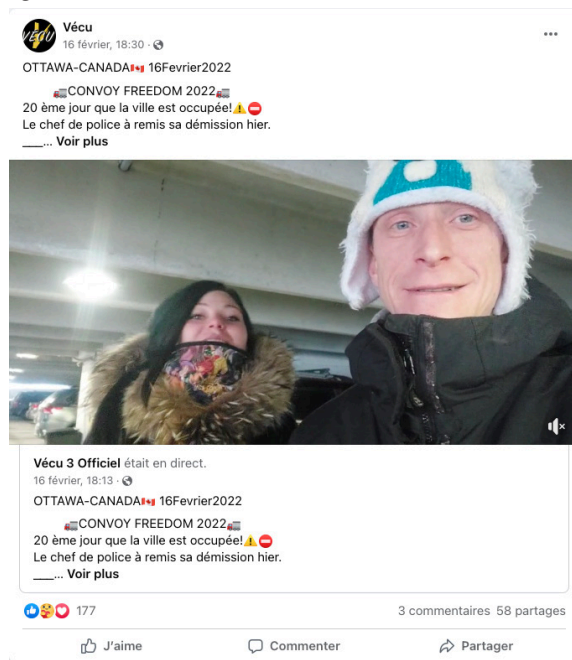 VÉCU
Vécu
16 février, 18:30 ·
OTTAWA-CANADA🇨🇦 16Fevrier2022
🚛CONVOY FREEDOM 2022🚛
20 ème jour que la ville est occupée!⚠️⛔
Le chef de police à remis sa démission hier.
____... Voir plus
Vécu 3 Officiel était en direct.
16 février, 18:13 ·
OTTAWA-CANADA🇨🇦 16Fevrier2022
🚛CONVOY FREEDOM 2022🚛
20 ème jour que la ville est occupée!⚠️⛔
Le chef de police à remis sa démission hier.
____... Voir plus
177 3 commentaires 58 partages
J'aime Commenter Partager